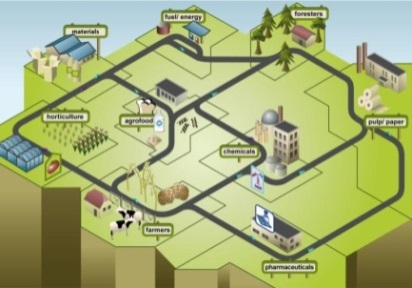 fuel/ energy
foresters
materials
horticulture
agrofood
chemicals
pulp/ paper
farmers
pharmaceuticals